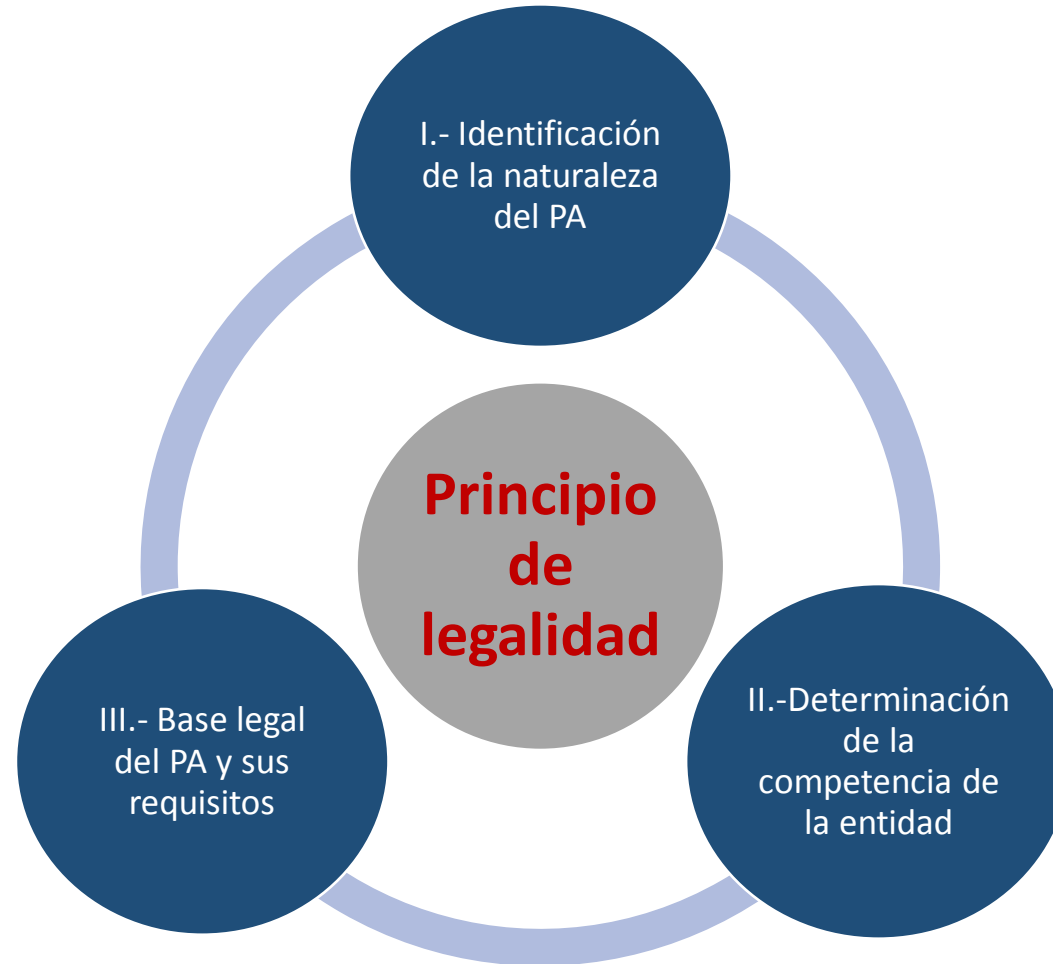 I.- Identificación
de la naturaleza
del PA
Principio
de
legalidad
II.-Determinación
de la
competencia de
la entidad
III.- Base legal
del PA y sus
requisitos